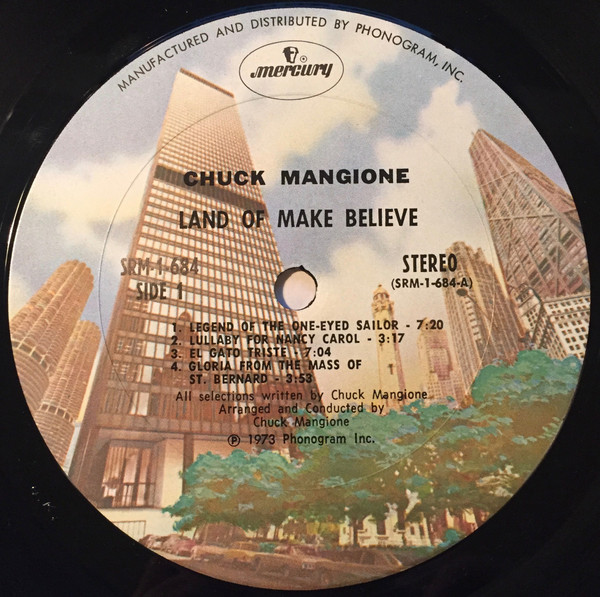 MANUFACTURED AND DISTRIBUTED BY PHONOGRAM, INC.
mercury
CHUCK MANGIONE
LAND OF MAKE BELIEVE
SRM-1-684
SIDE 1
STEREO
(SRM-1-684-A)
1. LEGEND OF THE ONE-EYED SAILOR - 7:20
2. LULLABY FOR NANCY CAROL - 3:17
3. EL GATO TRISTE - 7:04
4. GLORIA FROM THE MASS OF
ST. BERNARD - 3:53
All selections written by Chuck Mangione
Arranged and Conducted by
Chuck Mangione
℗ 1973 Phonogram Inc.